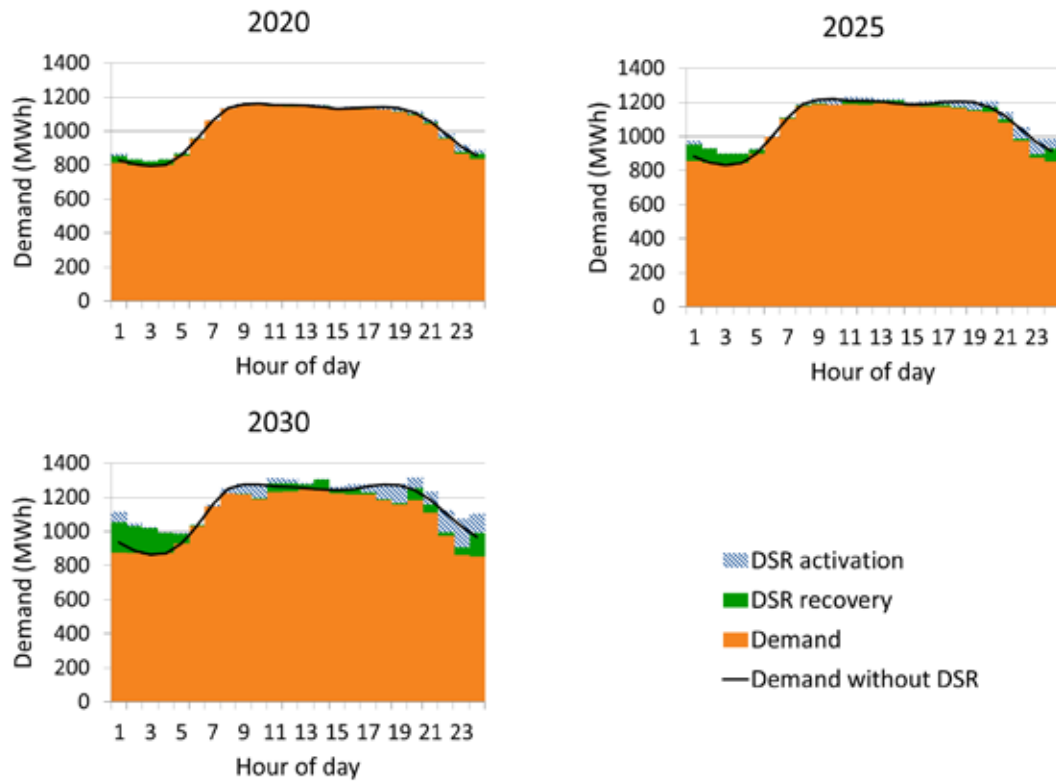 2020
1400
1200
1000
800
600
400
200
0
Demand (MWh)
1 3 5 7 9 11 13 15 17 19 21 23
Hour of day
2025
1400
1200
1000
800
600
400
200
0
Demand (MWh)
1 3 5 7 9 11 13 15 17 19 21 23
Hour of day
2030
1400
1200
1000
800
600
400
200
0
Demand (MWh)
1 3 5 7 9 11 13 15 17 19 21 23
Hour of day
DSR activation
DSR recovery
Demand
Demand without DSR